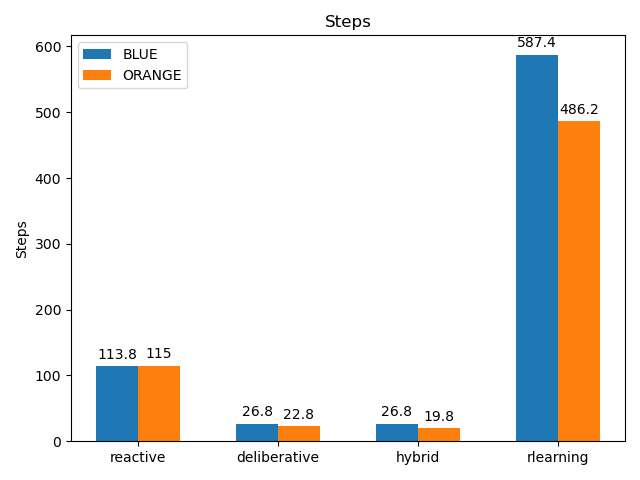 Steps
BLUE
ORANGE
Steps
600
500
400
300
200
100
0
113.8
115
26.8
22.8
26.8
19.8
587.4
486.2
reactive
deliberative
hybrid
rlearning